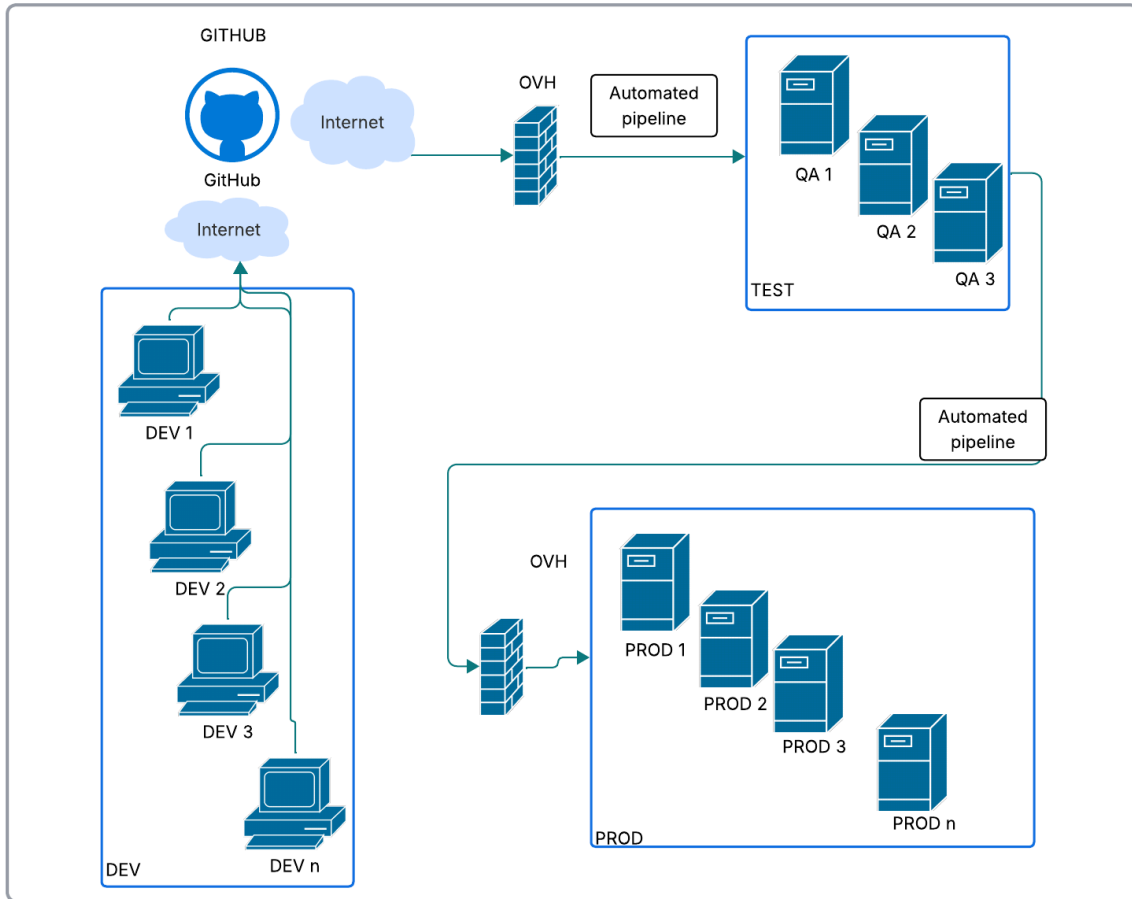 GITHUB
GitHub
Internet
Internet
OVH
Automated
pipeline
QA 1
QA 2
QA 3
TEST
DEV 1
DEV 2
DEV 3
DEV n
DEV
Automated
pipeline
OVH
PROD 1
PROD 2
PROD 3
PROD n
PROD